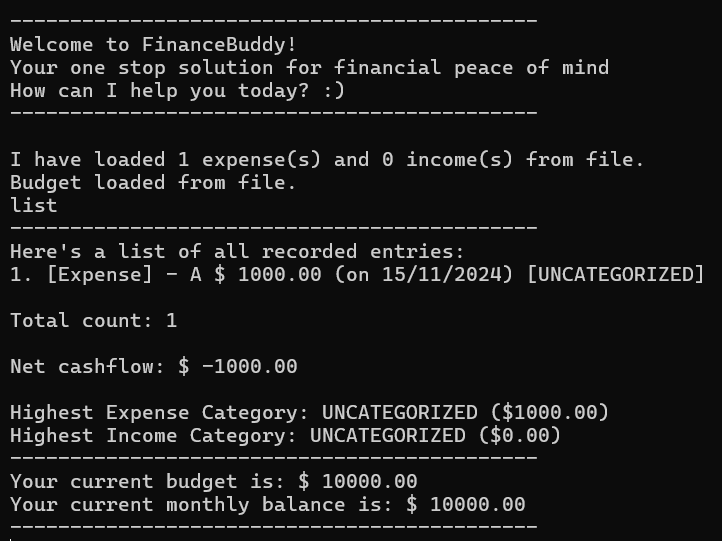 --------------------------------------------
Welcome to FinanceBuddy!
Your one stop solution for financial peace of mind
How can I help you today? :)
--------------------------------------------
I have loaded 1 expense(s) and 0 income(s) from file.
Budget loaded from file.
list
--------------------------------------------
Here's a list of all recorded entries:
1. [Expense] - A $ 1000.00 (on 15/11/2024) [UNCATEGORIZED]
Total count: 1
Net cashflow: $ -1000.00
Highest Expense Category: UNCATEGORIZED ($1000.00)
Highest Income Category: UNCATEGORIZED ($0.00)
--------------------------------------------
Your current budget is: $ 10000.00
Your current monthly balance is: $ 10000.00
--------------------------------------------